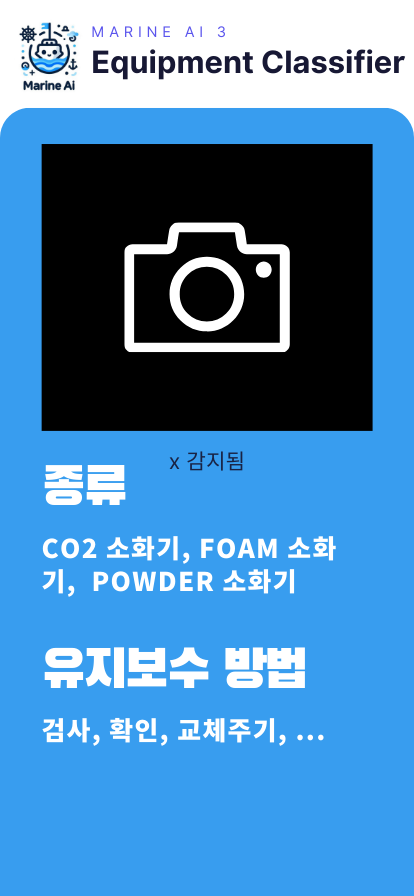 MARINE AI 3
Equipment Classifier
Marine Ai
x 감지됨
종류
CO2 소화기, FOAM 소화
기, POWDER 소화기
유지보수 방법
검사, 확인, 교체주기, ...